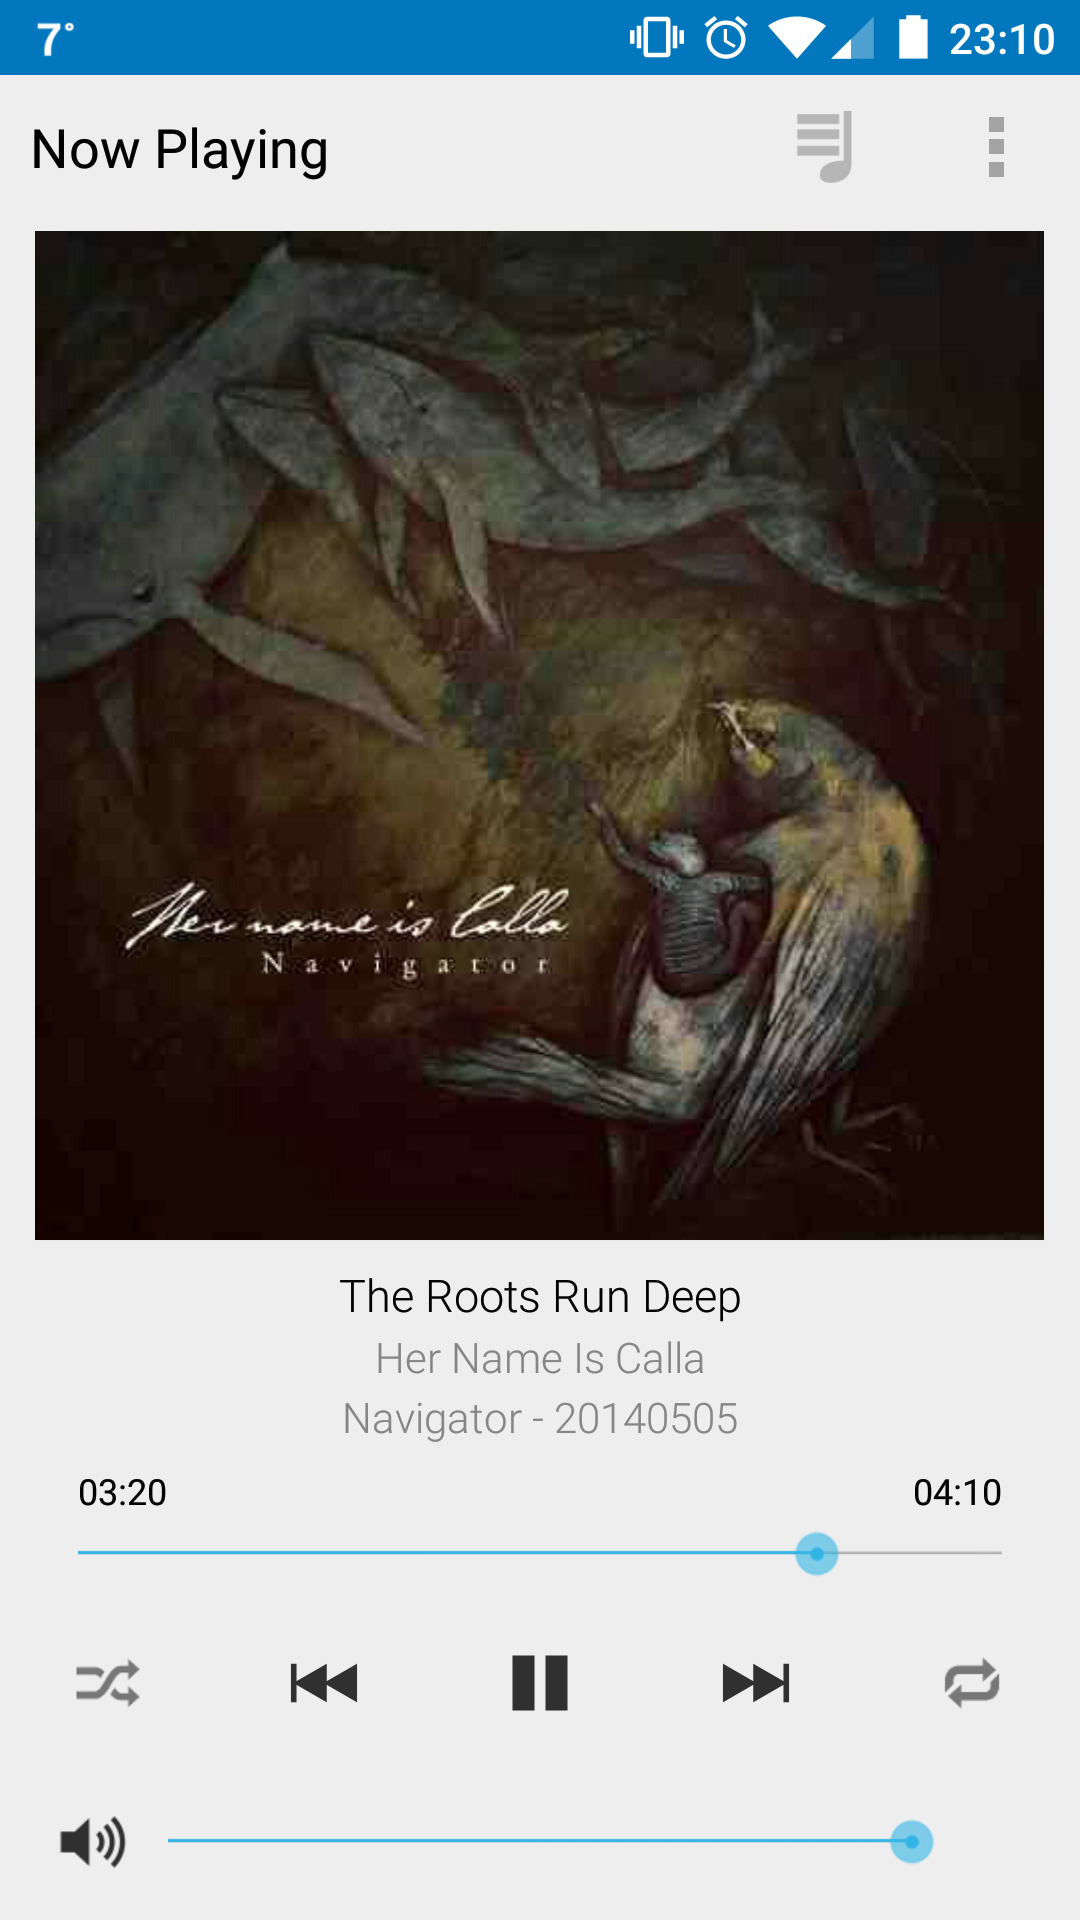 7°
23:10
Now Playing
Her name is Calla
Navigator
The Roots Run Deep
Her Name Is Calla
Navigator - 20140505
03:20
04:10